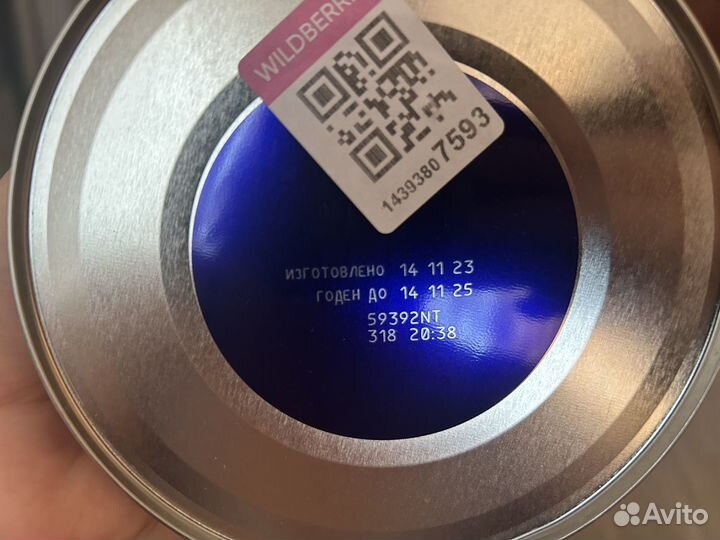 WILDBERRI
14393807593
ИЗГОТОВЛЕНО 14 11 23
ГОДЕН ДО 14 11 25
59392NT
318 20:38
Avito